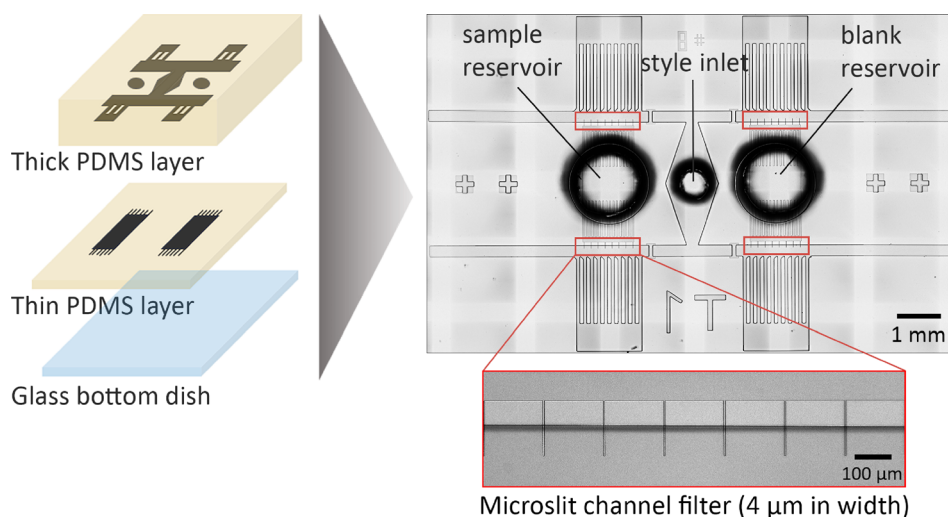 Thick PDMS layer
Thin PDMS layer
Glass bottom dish
sample
reservoir
style inlet
blank
reservoir
1 mm
100 µm
Microslit channel filter (4 µm in width)